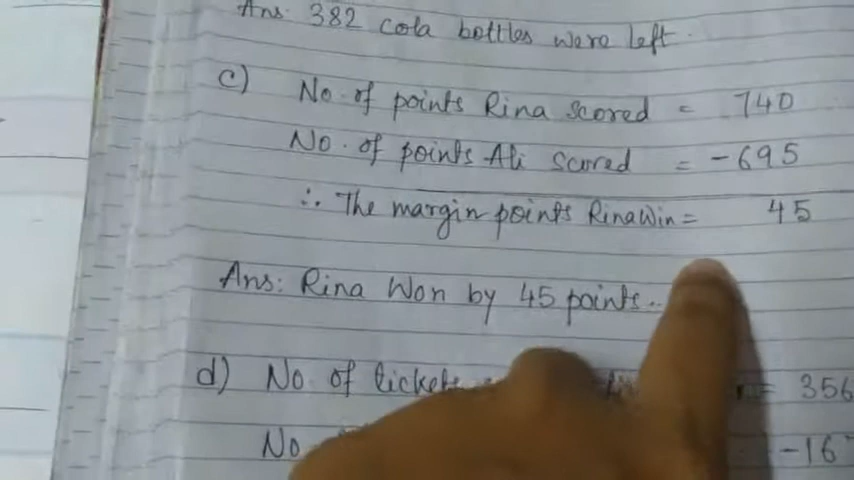 Ans. 382 cola bottles were left.
c) No. of points Rina scored = 740
No. of points Ali scored = -695
∴ The margin points Rina Win = 45
Ans: Rina Won by 45 points.
d) No. of tickets = 356
No = -167